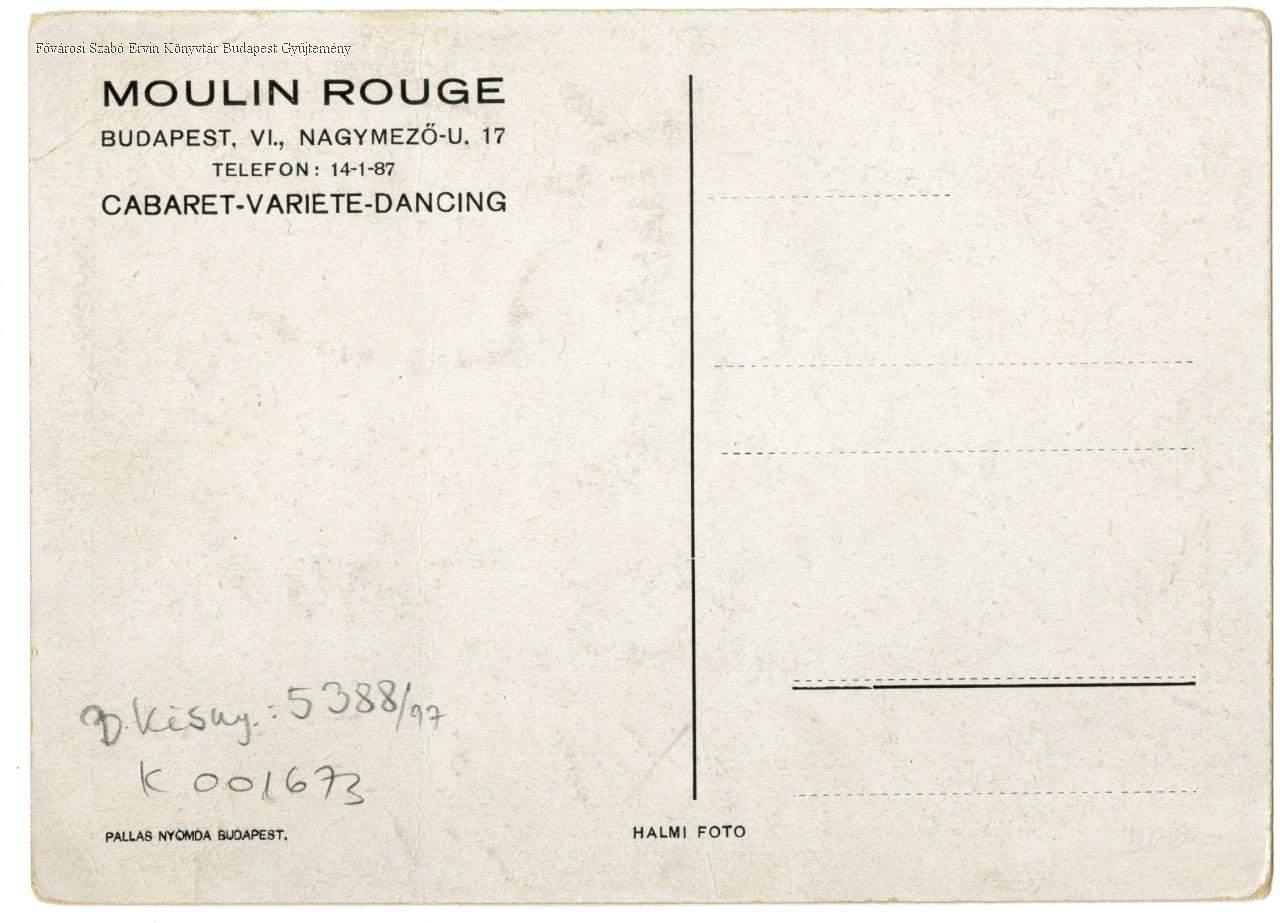 Fővárosi Szabó Ervin Könyvtár Budapest Gyűjtemény
MOULIN ROUGE
BUDAPEST, VI., NAGYMEZŐ-U. 17
TELEFON: 14-1-87
CABARET-VARIETE-DANCING
5388/97
K 001673
PALLAS NYOMDA BUDAPEST.
HALMI FOTO